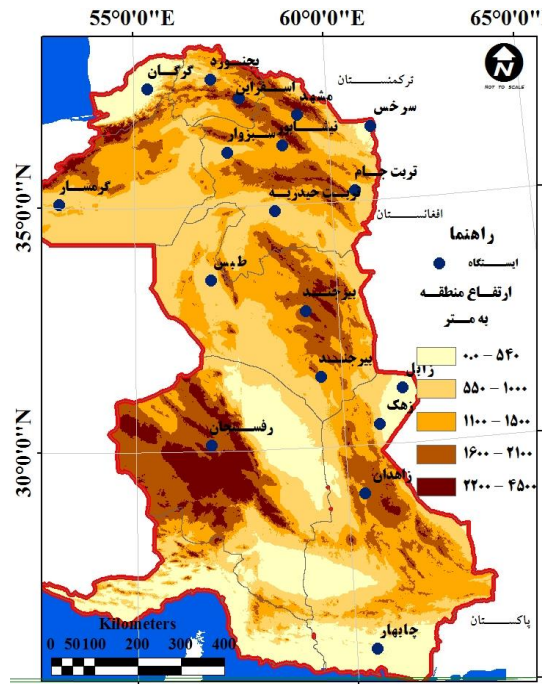 55°0'0"E 60°0'0"E 65°0'0"E
NOT TO SCALE
بجنورد
گرگان
اسفراین
ترکمنستان
مشهد
سرخس
نیشابور
سبزوار
تربت جام
تربت حیدریه
گرمسار
35°0'0"N
افغانستان
راهنما
ایستگاه
طبس
ارتفاع منطقه
به متر
بیرجند
بیرجند
۰.۰ – ۵۴۰
زابل
۵۵۰ – ۱۰۰۰
زهک
۱۱۰۰ – ۱۵۰۰
رفسنجان
30°0'0"N
۱۶۰۰ – ۲۱۰۰
زاهدان
۲۲۰۰ – ۴۵۰۰
پاکستان
چابهار
Kilometers
0 50 100 200 300 400